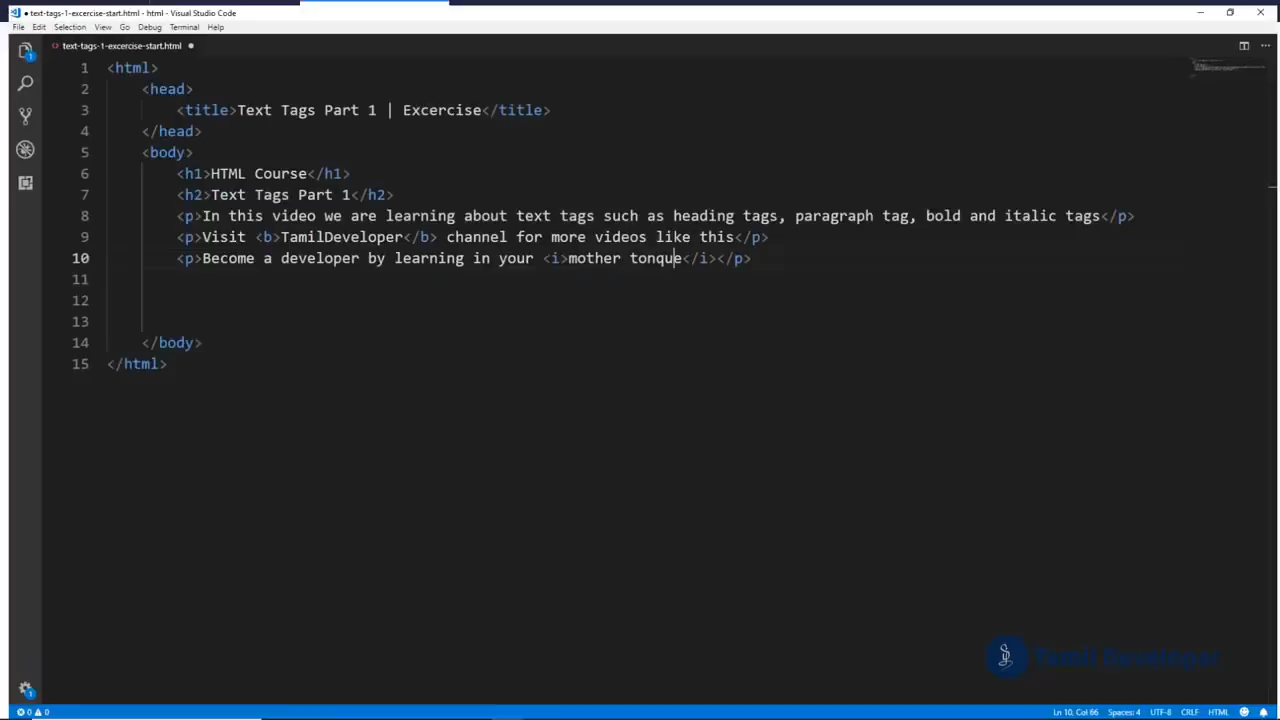 text-tags-1-excercise-start.html - html - Visual Studio Code
File Edit Selection View Go Debug Terminal Help
text-tags-1-excercise-start.html
1 <html>
2 <head>
3 <title>Text Tags Part 1 | Excercise</title>
4 </head>
5 <body>
6 <h1>HTML Course</h1>
7 <h2>Text Tags Part 1</h2>
8 <p>In this video we are learning about text tags such as heading tags, paragraph tag, bold and italic tags</p>
9 <p>Visit <b>TamilDeveloper</b> channel for more videos like this</p>
10 <p>Become a developer by learning in your <i>mother tonque</i></p>
11
12
13
14 </body>
15 </html>
Tamil Developer
0 0 Ln 10, Col 66 Spaces: 4 UTF-8 CRLF HTML